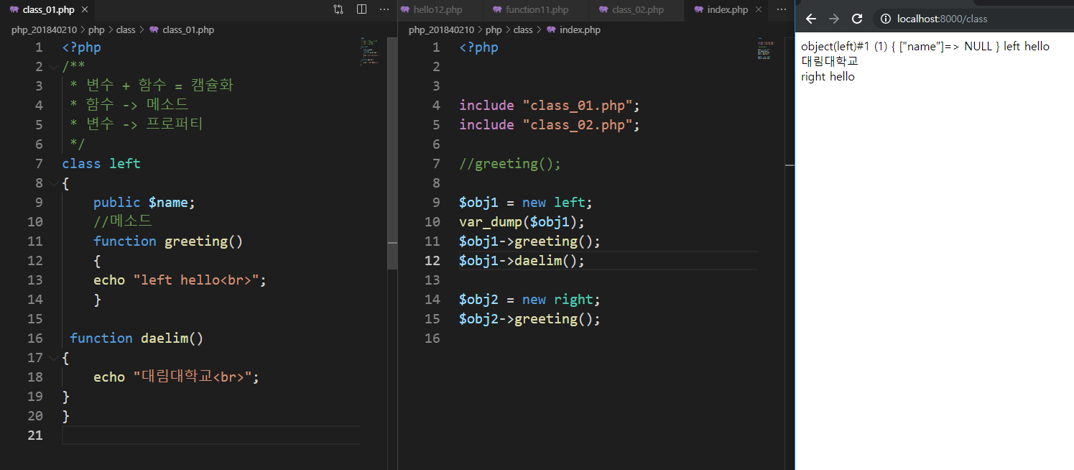 class_01.php
php_201840210 > php > class > class_01.php
1 <?php
2 /**
3 * 변수 + 함수 = 캡슐화
4 * 함수 -> 메소드
5 * 변수 -> 프로퍼티
6 */
7 class left
8 {
9 public $name;
10 //메소드
11 function greeting()
12 {
13 echo "left hello<br>";
14 }
15
16 function daelim()
17 {
18 echo "대림대학교<br>";
19 }
20 }
21
hello12.php function11.php class_02.php index.php
php_201840210 > php > class > index.php
1 <?php
2
3
4 include "class_01.php";
5 include "class_02.php";
6
7 //greeting();
8
9 $obj1 = new left;
10 var_dump($obj1);
11 $obj1->greeting();
12 $obj1->daelim();
13
14 $obj2 = new right;
15 $obj2->greeting();
16
localhost:8000/class
object(left)#1 (1) { ["name"]=> NULL } left hello
대림대학교
right hello